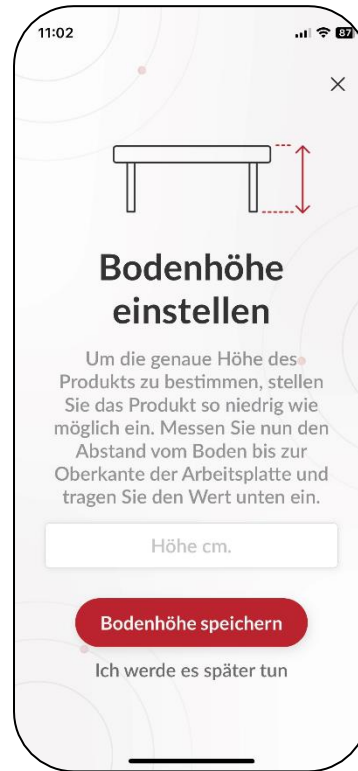 11:02
87
Bodenhöhe
einstellen
Um die genaue Höhe des
Produkts zu bestimmen, stellen
Sie das Produkt so niedrig wie
möglich ein. Messen Sie nun den
Abstand vom Boden bis zur
Oberkante der Arbeitsplatte und
tragen Sie den Wert unten ein.
Höhe cm.
Bodenhöhe speichern
Ich werde es später tun